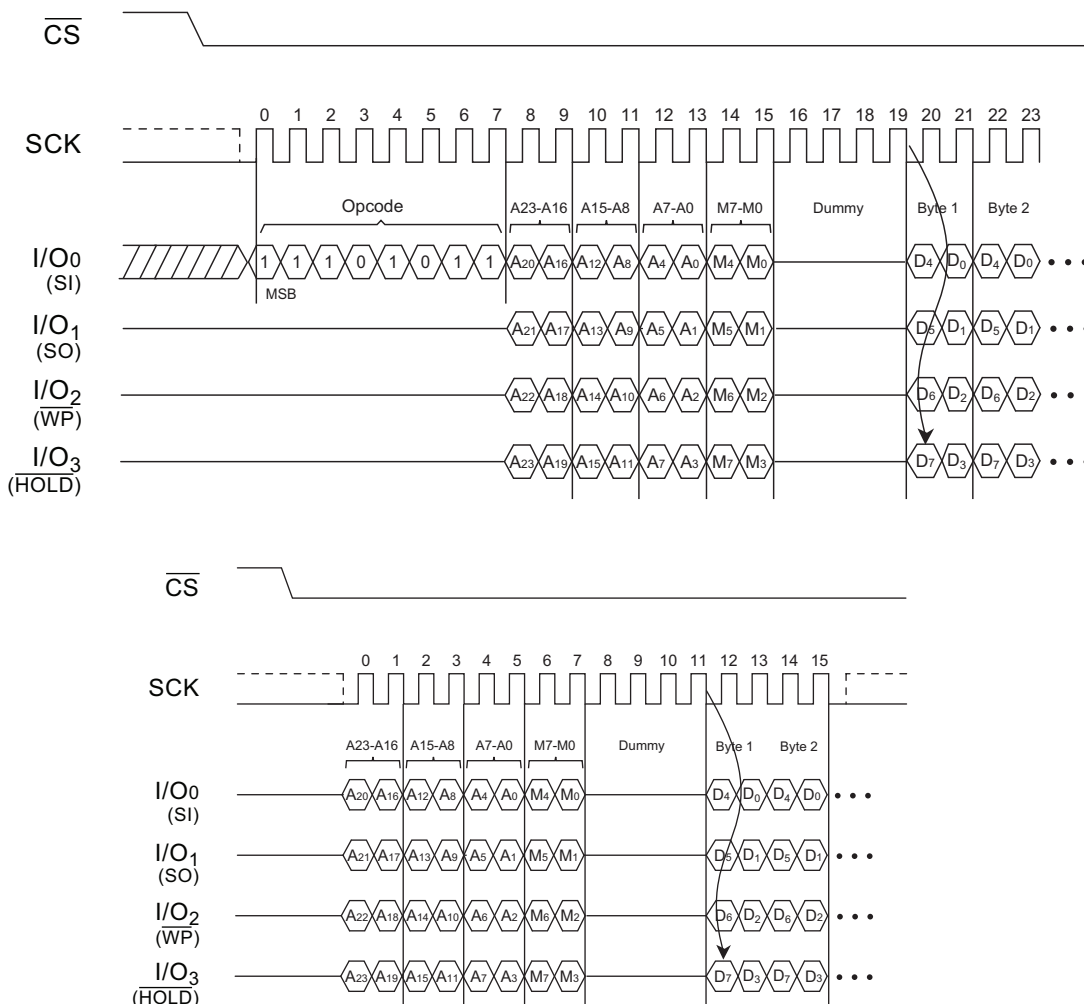 CS
0 1 2 3 4 5 6 7 8 9 10 11 12 13 14 15 16 17 18 19 20 21 22 23
SCK
Opcode A23-A16 A15-A8 A7-A0 M7-M0 Dummy Byte 1 Byte 2
I/O0 1 1 1 0 1 0 1 1 A20 A16 A12 A8 A4 A0 M4 M0 D4 D0 D4 D0 • • •
(SI)
MSB
I/O1 A21 A17 A13 A9 A5 A1 M5 M1 D5 D1 D5 D1 • • •
(SO)
I/O2 A22 A18 A14 A10 A6 A2 M6 M2 D6 D2 D6 D2 • •
(WP)
I/O3 A23 A19 A15 A11 A7 A3 M7 M3 D7 D3 D7 D3 • • •
(HOLD)
CS
0 1 2 3 4 5 6 7 8 9 10 11 12 13 14 15
SCK
A23-A16 A15-A8 A7-A0 M7-M0 Dummy Byte 1 Byte 2
I/O0 A20 A16 A12 A8 A4 A0 M4 M0 D4 D0 D4 D0 • • •
(SI)
I/O1 A21 A17 A13 A9 A5 A1 M5 M1 D5 D1 D5 D1 • • •
(SO)
I/O2 A22 A18 A14 A10 A6 A2 M6 M2 D6 D2 D6 D2 • • •
(WP)
I/O3 A23 A19 A15 A11 A7 A3 M7 M3 D7 D3 D7 D3 • • •
(HOLD)